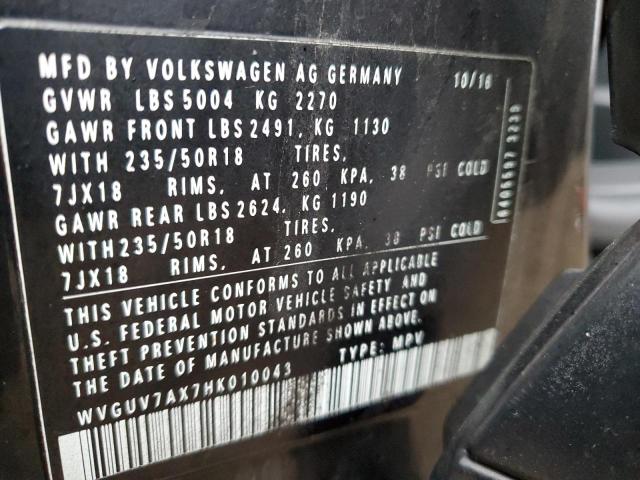 MFD BY VOLKSWAGEN AG GERMANY 10/16
GVWR LBS 5004 KG 2270
GAWR FRONT LBS 2491, KG 1130
WITH 235/50R18 TIRES,
7JX18 RIMS, AT 260 KPA, 38 PSI COLD
GAWR REAR LBS 2624, KG 1190
WITH 235/50R18 TIRES,
7JX18 RIMS, AT 260 KPA, 38 PSI COLD
THIS VEHICLE CONFORMS TO ALL APPLICABLE
U.S. FEDERAL MOTOR VEHICLE SAFETY AND
THEFT PREVENTION STANDARDS IN EFFECT ON
THE DATE OF MANUFACTURE SHOWN ABOVE.
WVGUV7AX7HK010043 TYPE: MPV